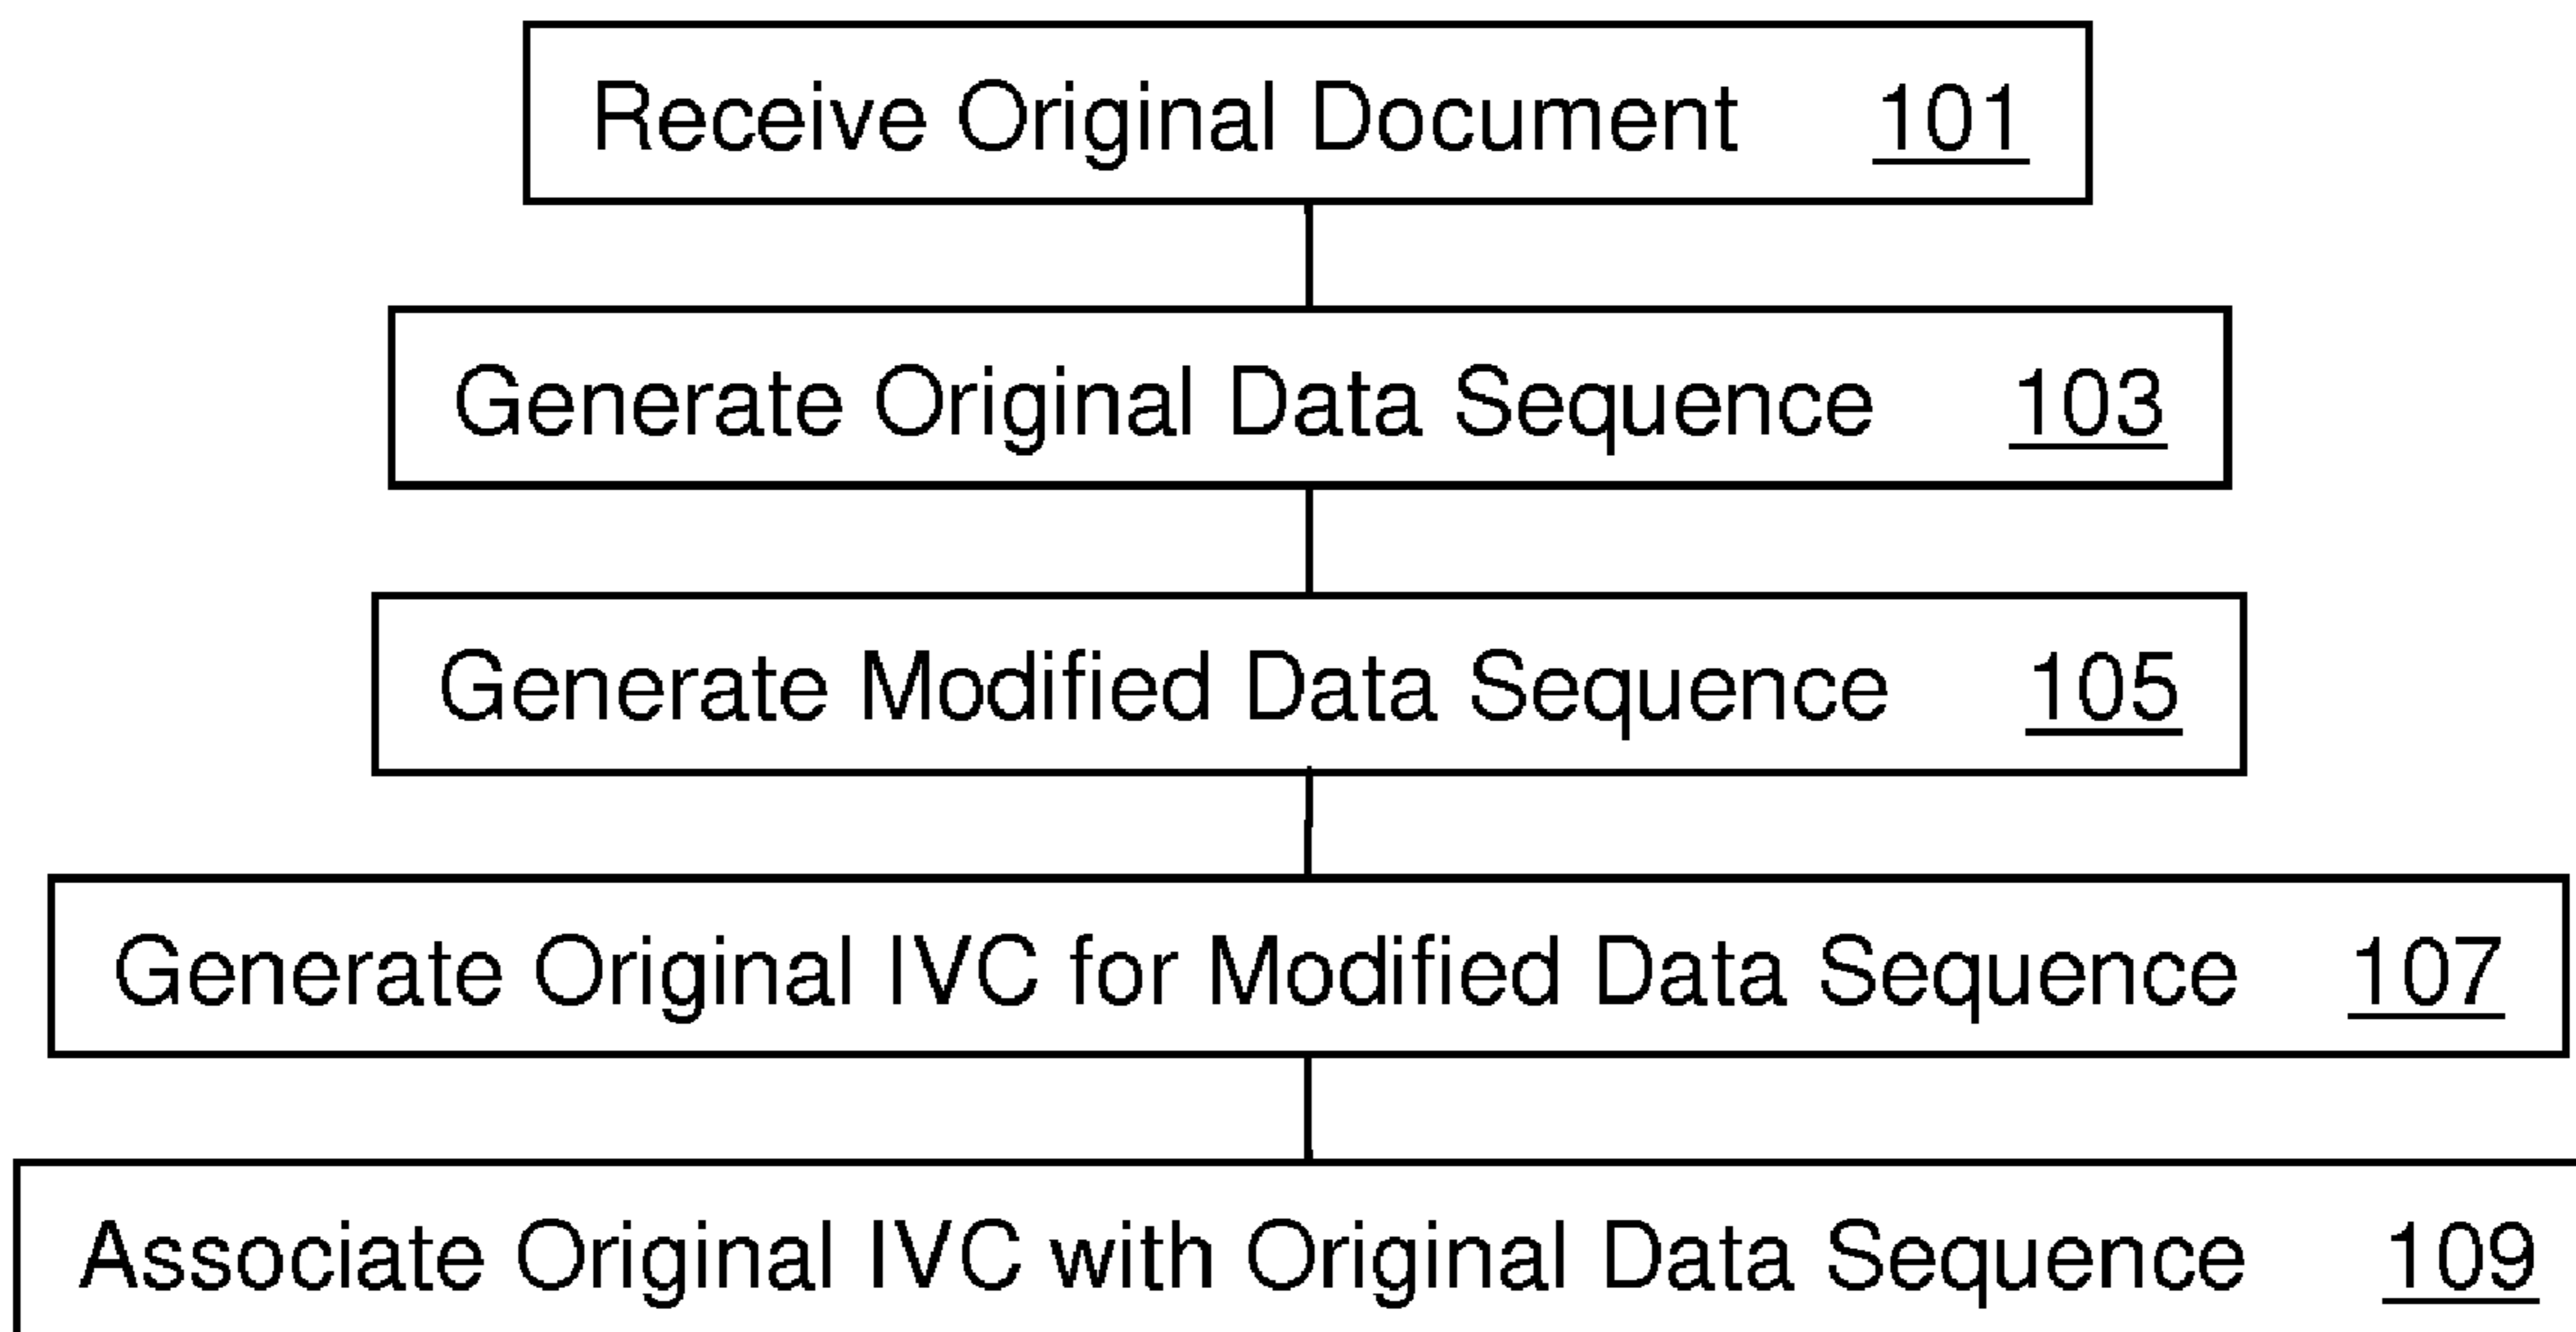 Receive Original Document 101
Generate Original Data Sequence 103
Generate Modified Data Sequence 105
Generate Original IVC for Modified Data Sequence 107
Associate Original IVC with Original Data Sequence 109